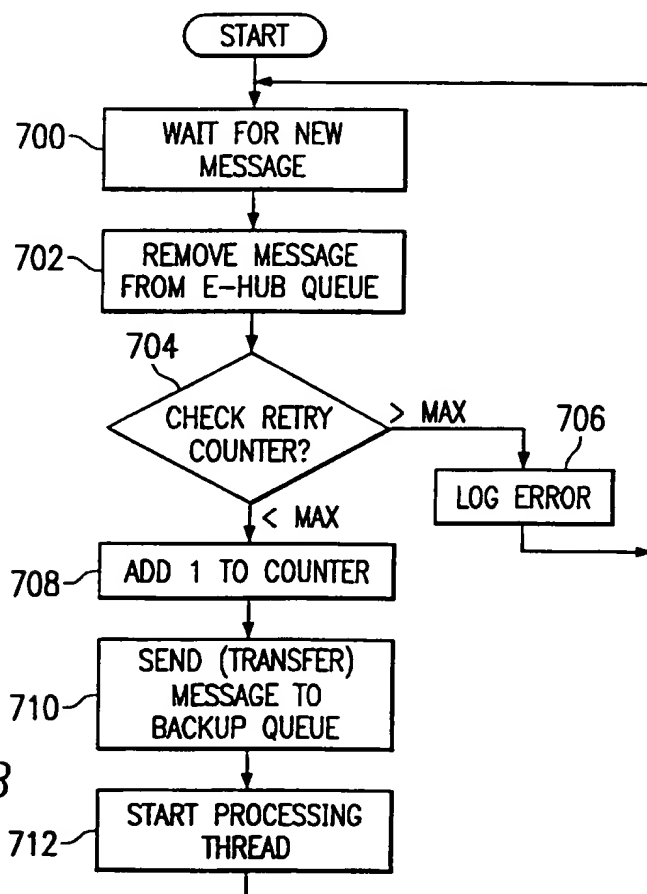 START
700
WAIT FOR NEW
MESSAGE
702
REMOVE MESSAGE
FROM E-HUB QUEUE
704
CHECK RETRY
COUNTER?
> MAX
706
LOG ERROR
< MAX
708
ADD 1 TO COUNTER
710
SEND (TRANSFER)
MESSAGE TO
BACKUP QUEUE
712
START PROCESSING
THREAD